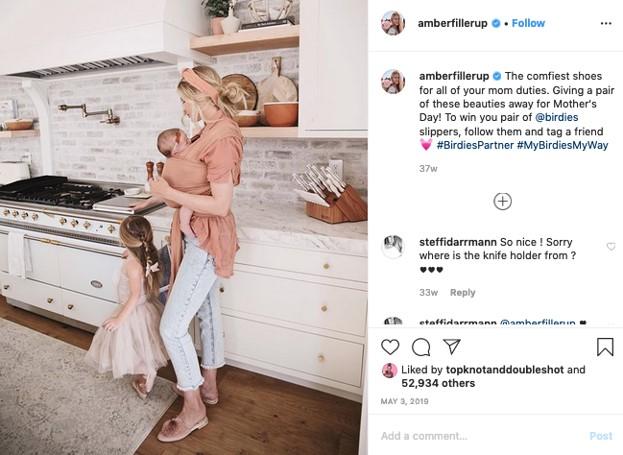 amberfillerup • Follow •••
amberfillerup The comfiest shoes
for all of your mom duties. Giving a pair
of these beauties away for Mother's
Day! To win you pair of @birdies
slippers, follow them and tag a friend
💓 #BirdiesPartner #MyBirdiesMyWay
37w
steffidarrmann So nice ! Sorry
where is the knife holder from ?
♥♥♥
33w Reply
steffidarrmann @amberfillerup ♥
Liked by topknotanddoubleshot and
52,934 others
MAY 3, 2019
Add a comment... Post